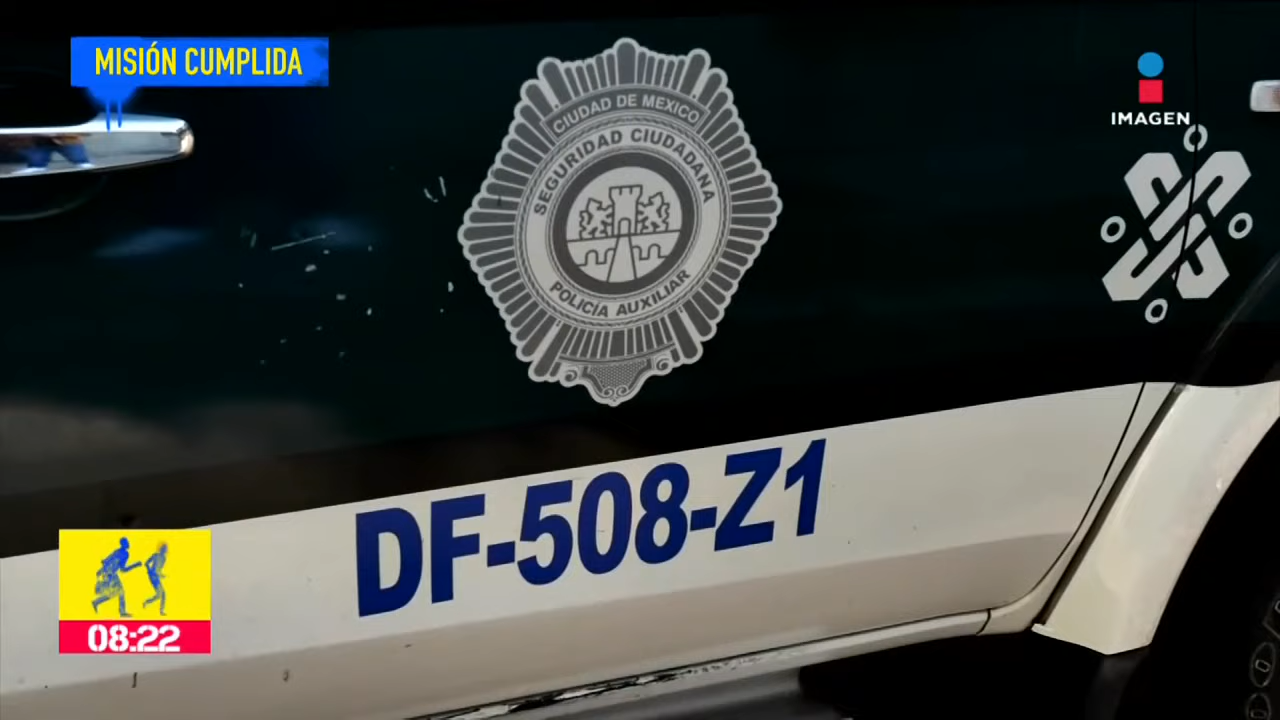 MISIÓN CUMPLIDA
IMAGEN
CIUDAD DE MEXICO
SEGURIDAD CIUDADANA
POLICÍA AUXILIAR
DF-508-Z1
08:22